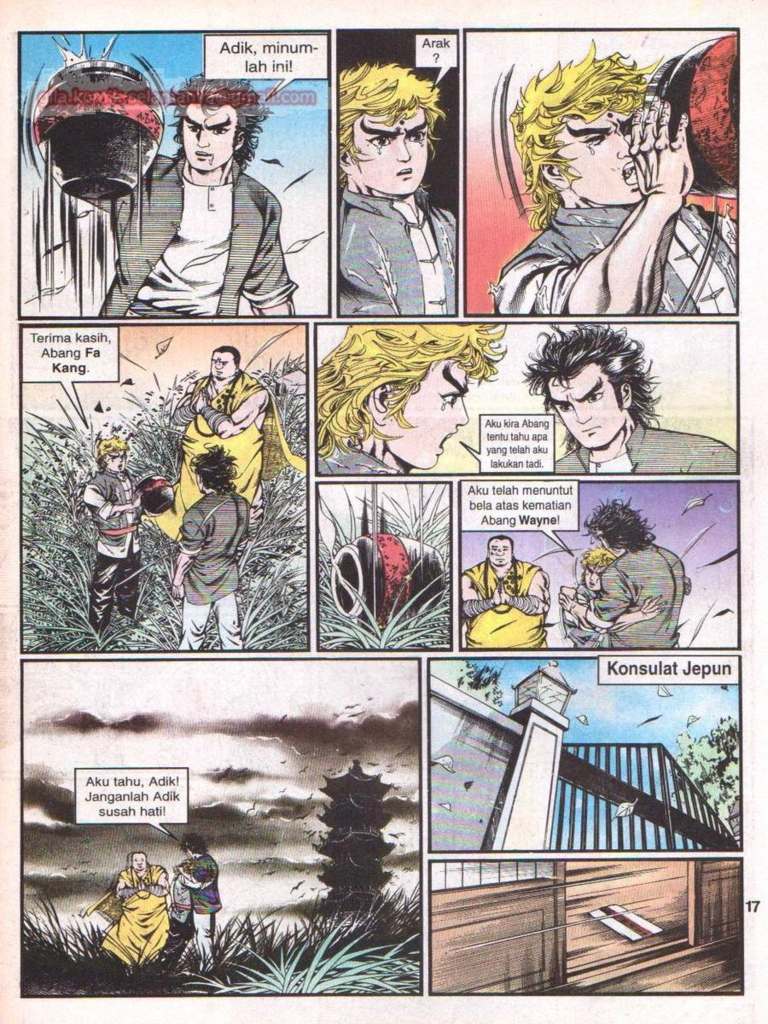 Adik, minum-
lah ini!
Arak
?
Terima kasih,
Abang Fa
Kang.
Aku kira Abang
tentu tahu apa
yang telah aku
lakukan tadi.
Aku telah menuntut
bela atas kematian
Abang Wayne!
Aku tahu, Adik!
Janganlah Adik
susah hati!
Konsulat Jepun
17